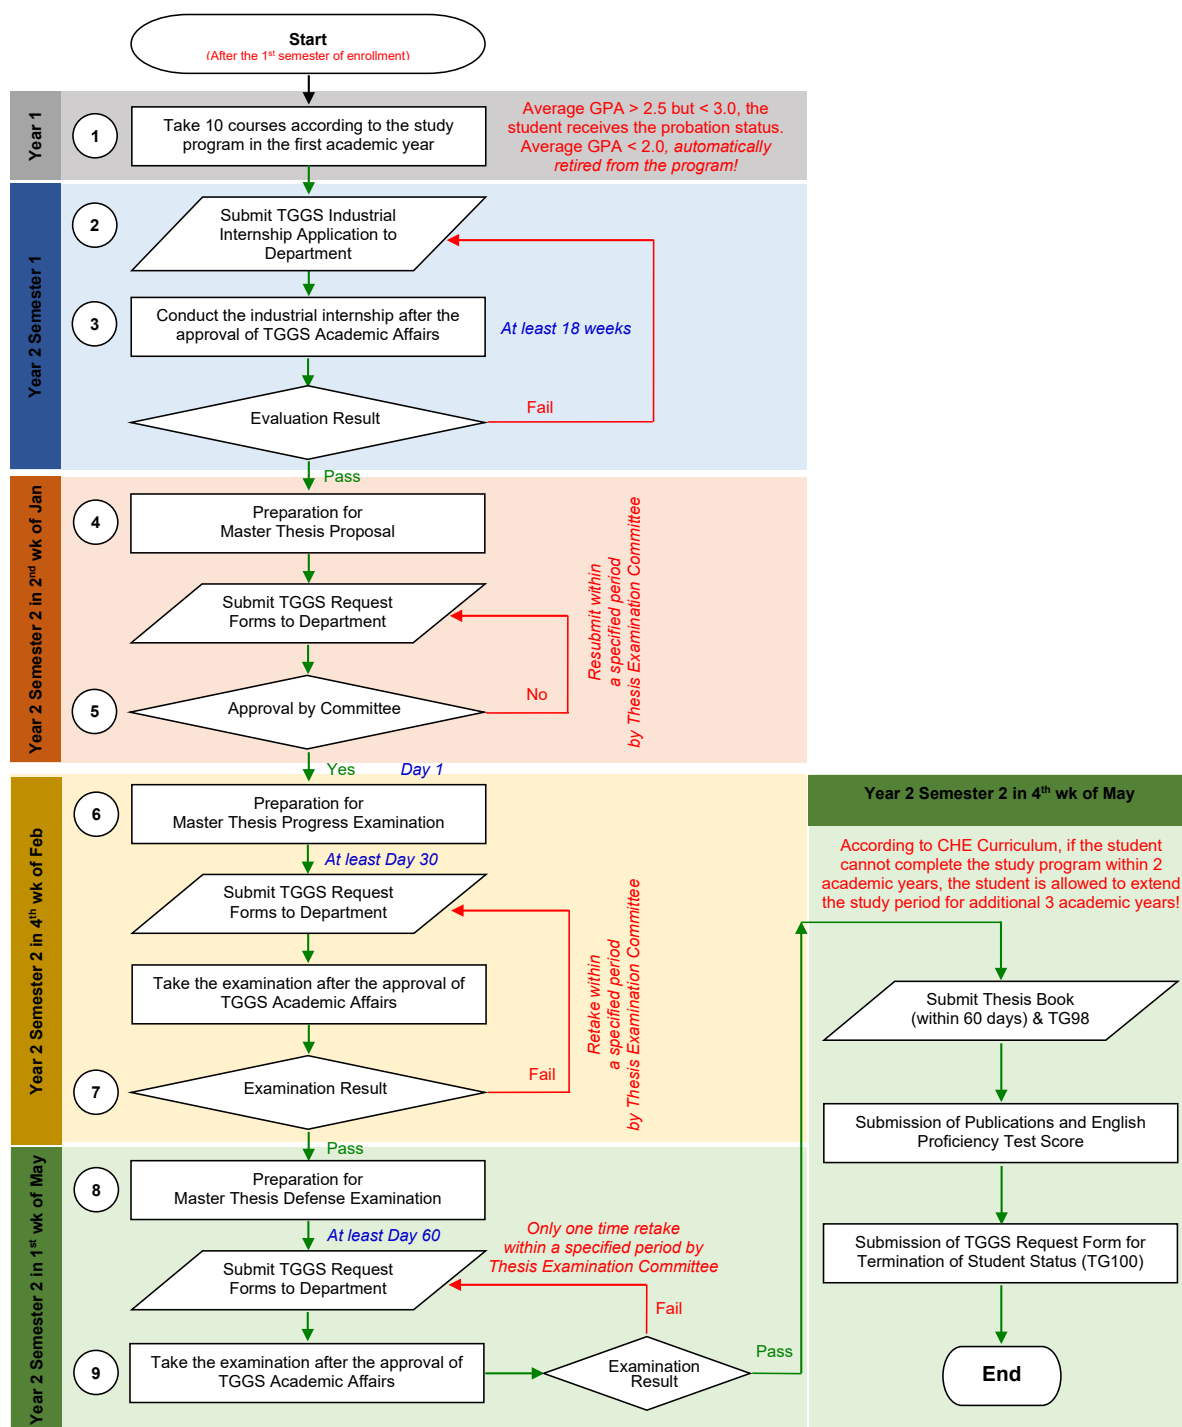 Start
(After the 1st semester of enrollment)
Year 1
1
Take 10 courses according to the study
program in the first academic year
Average GPA > 2.5 but < 3.0, the
student receives the probation status.
Average GPA < 2.0, automatically
retired from the program!
Year 2 Semester 1
2
Submit TGGS Industrial
Internship Application to
Department
3
Conduct the industrial internship after the
approval of TGGS Academic Affairs
At least 18 weeks
Evaluation Result
Fail
Pass
Year 2 Semester 2 in 2nd wk of Jan
4
Preparation for
Master Thesis Proposal
Submit TGGS Request
Forms to Department
Resubmit within
a specified period
by Thesis Examination Committee
5
Approval by Committee
No
Yes
Day 1
Year 2 Semester 2 in 4th wk of Feb
6
Preparation for
Master Thesis Progress Examination
At least Day 30
Submit TGGS Request
Forms to Department
Take the examination after the approval of
TGGS Academic Affairs
Retake within
a specified period
by Thesis Examination Committee
7
Examination Result
Fail
Pass
Year 2 Semester 2 in 1st wk of May
8
Preparation for
Master Thesis Defense Examination
At least Day 60
Submit TGGS Request
Forms to Department
Only one time retake
within a specified period by
Thesis Examination Committee
Fail
9
Take the examination after the approval of
TGGS Academic Affairs
Examination
Result
Pass
Year 2 Semester 2 in 4th wk of May
According to CHE Curriculum, if the student
cannot complete the study program within 2
academic years, the student is allowed to extend
the study period for additional 3 academic years!
Submit Thesis Book
(within 60 days) & TG98
Submission of Publications and English
Proficiency Test Score
Submission of TGGS Request Form for
Termination of Student Status (TG100)
End